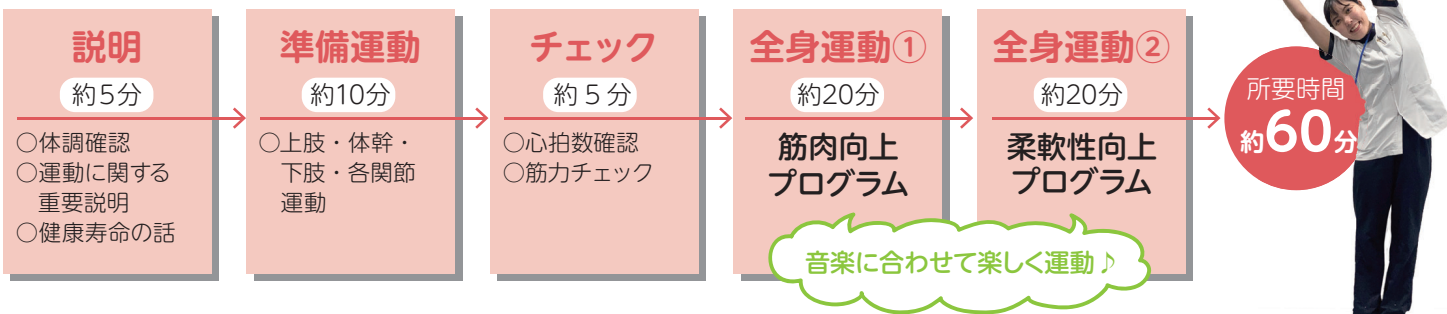 説明
約5分
○体調確認
○運動に関する
重要説明
○健康寿命の話
準備運動
約10分
○上肢・体幹・
下肢・各関節
運動
チェック
約5分
○心拍数確認
○筋力チェック
全身運動①
約20分
筋肉向上
プログラム
全身運動②
約20分
柔軟性向上
プログラム
音楽に合わせて楽しく運動♪
所要時間
約60分